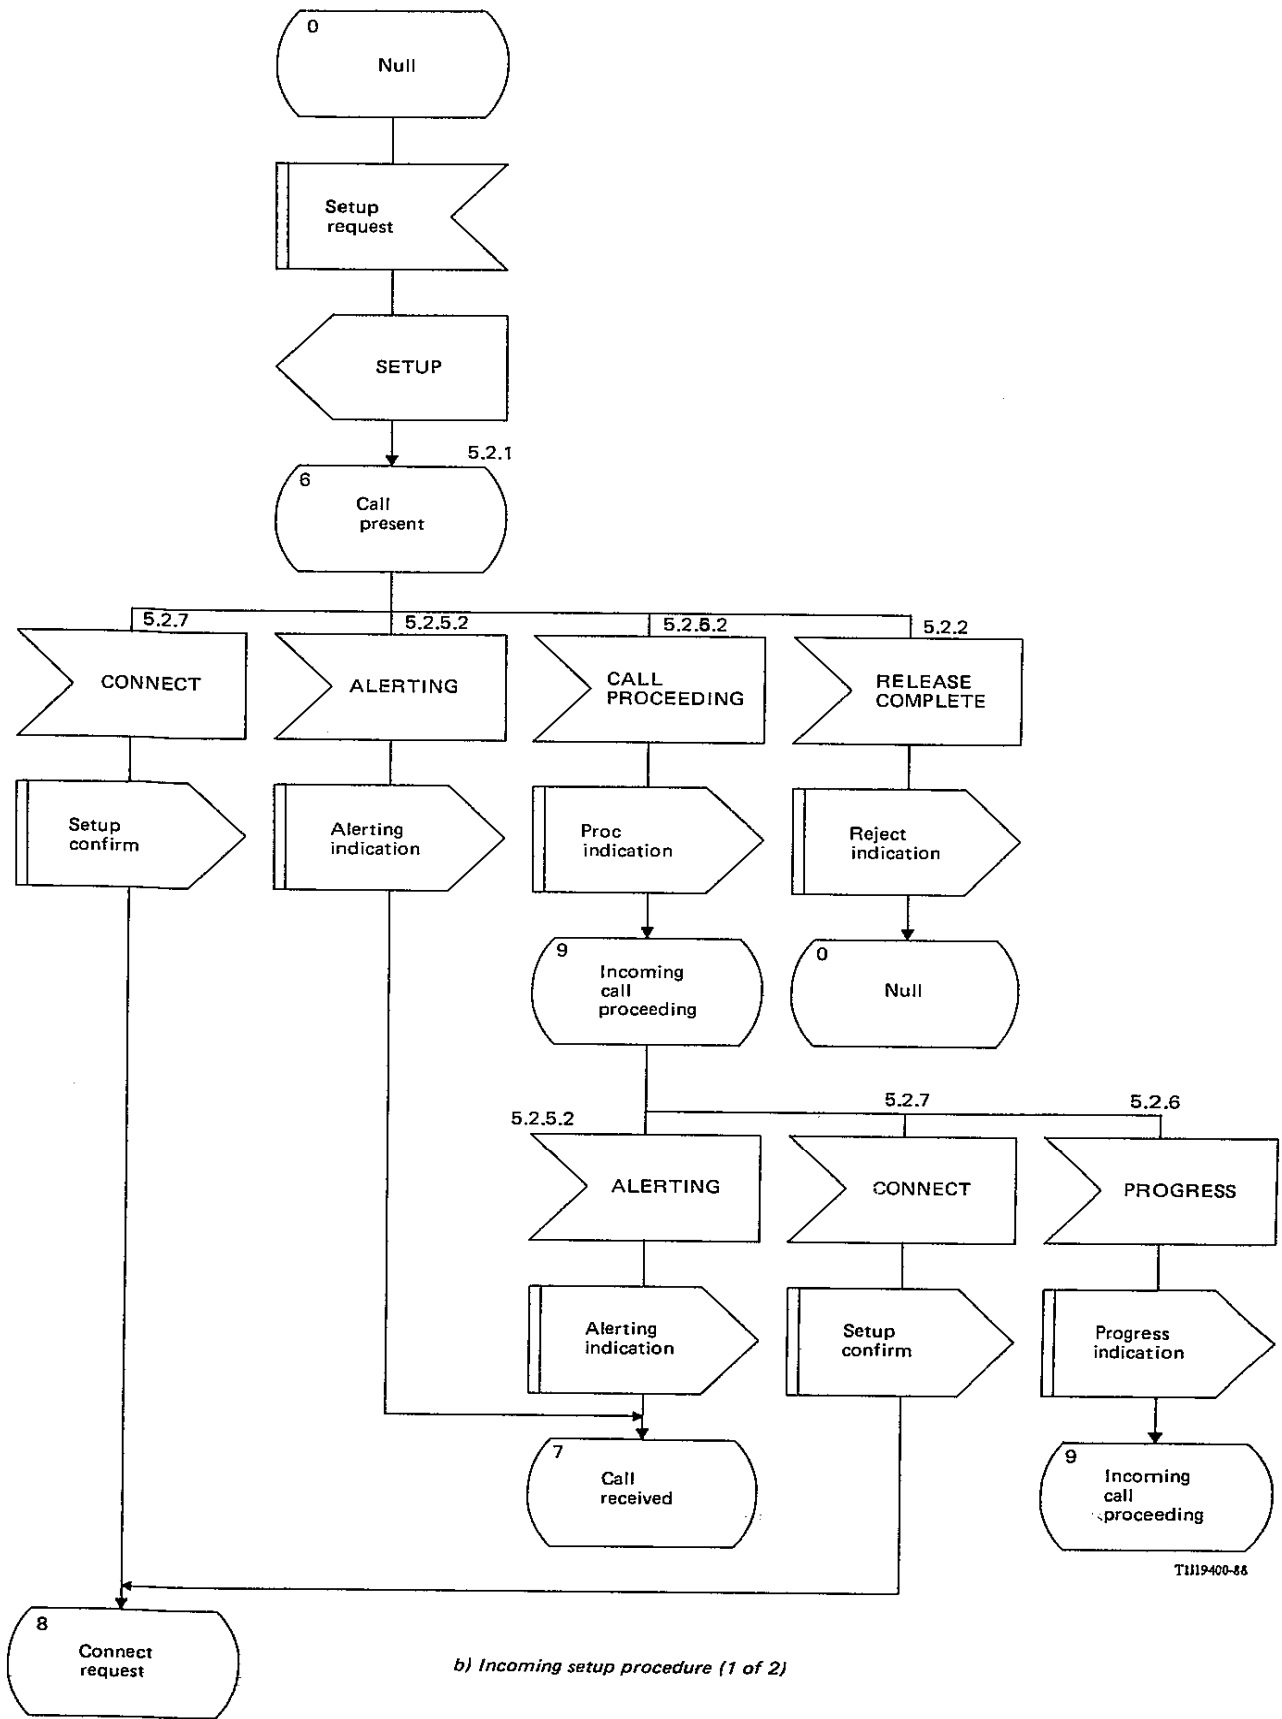 0
Null
Setup
request
SETUP
5.2.1
6
Call
present
5.2.7
5.2.5.2
5.2.6.2
5.2.2
CONNECT
ALERTING
CALL
PROCEEDING
RELEASE
COMPLETE
Setup
confirm
Alerting
indication
Proc
indication
Reject
indication
9
Incoming
call
proceeding
0
Null
5.2.5.2
5.2.7
5.2.6
ALERTING
CONNECT
PROGRESS
Alerting
indication
Setup
confirm
Progress
indication
7
Call
received
9
Incoming
call
proceeding
T1119400-88
8
Connect
request
b) Incoming setup procedure (1 of 2)